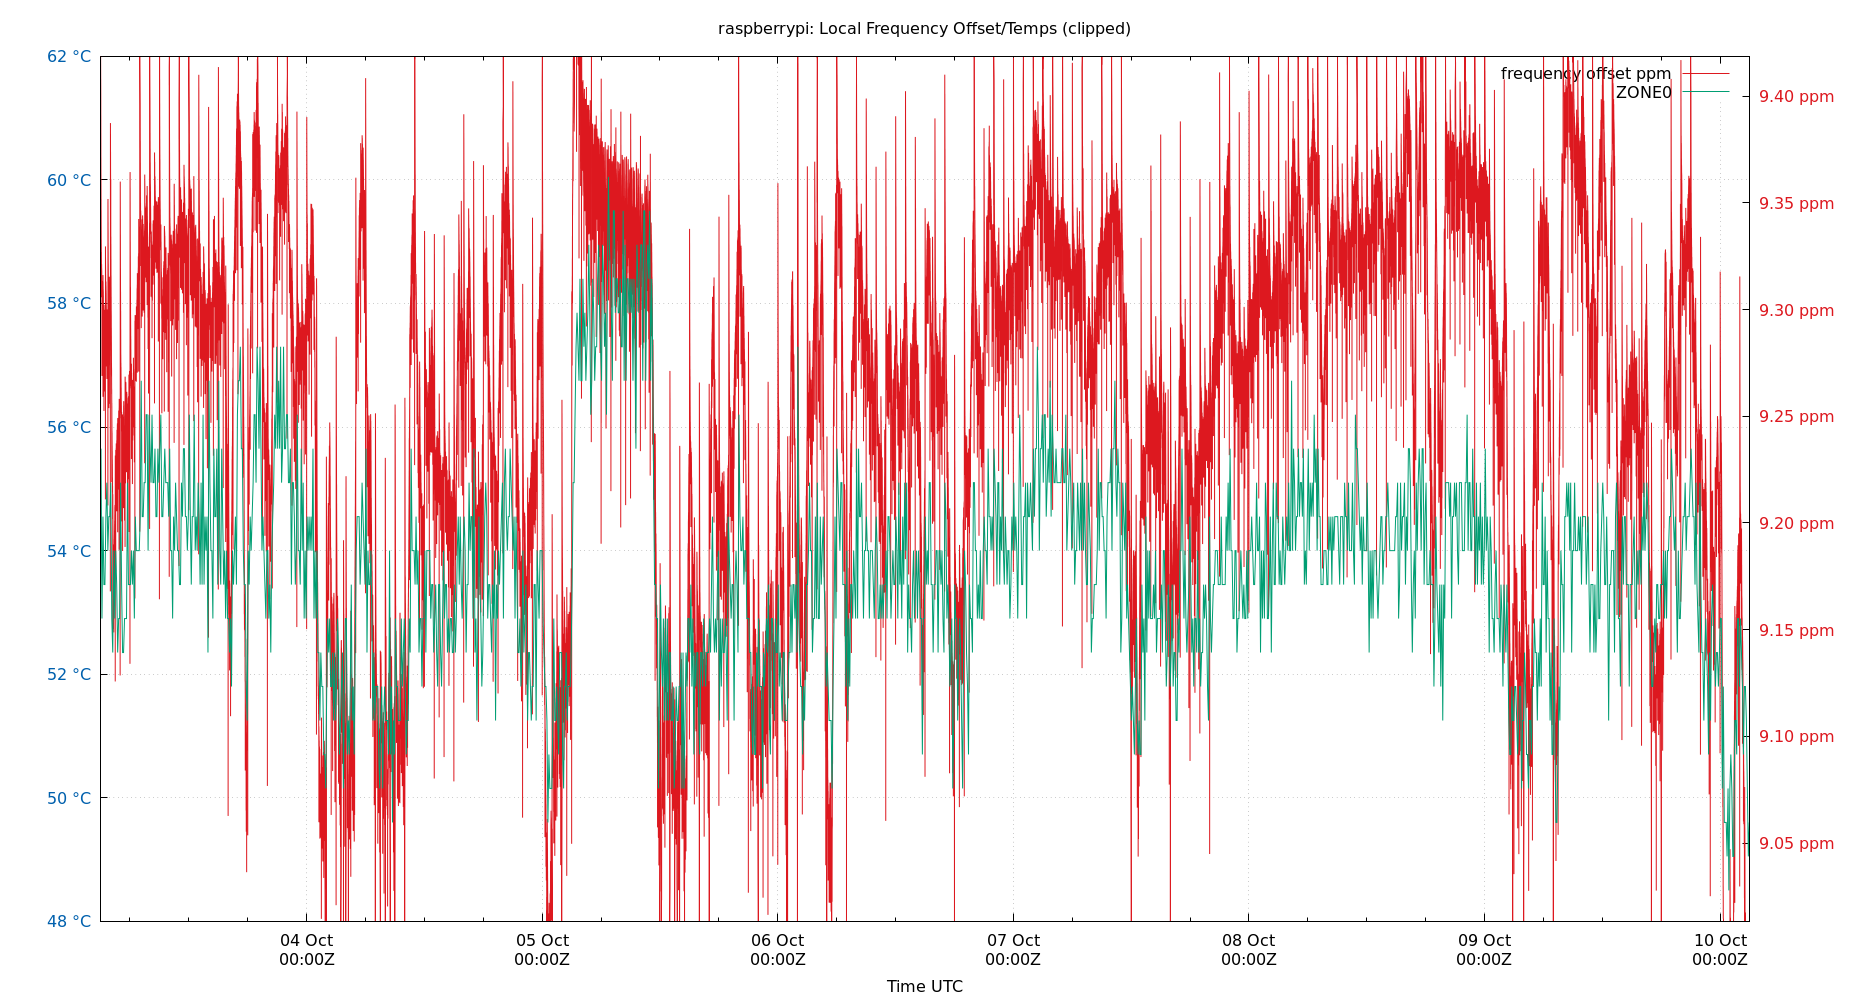 raspberrypi: Local Frequency Offset/Temps (clipped)
62 °C
60 °C
58 °C
56 °C
54 °C
52 °C
50 °C
48 °C
frequency offset ppm
ZONE0
9.40 ppm
9.35 ppm
9.30 ppm
9.25 ppm
9.20 ppm
9.15 ppm
9.10 ppm
9.05 ppm
04 Oct
00:00Z
05 Oct
00:00Z
06 Oct
00:00Z
07 Oct
00:00Z
08 Oct
00:00Z
09 Oct
00:00Z
10 Oct
00:00Z
Time UTC